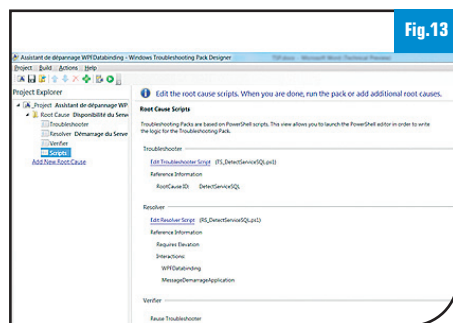 Fig.13
Assistant de dépannage WPFDatabinding - Windows Troubleshooting Pack Designer
Project Build Actions Help
Project Explorer
_Project Assistant de dépannage WPF
Root Cause Disponibilité du Serve
Troubleshooter
Resolver Démarrage du Serve
Verifier
Scripts
Add New Root Cause
Edit the root cause scripts. When you are done, run the pack or add additional root causes.
Root Cause Scripts
Troubleshooting Packs are based on PowerShell scripts. This view allows you to launch the PowerShell editor in order to write
the logic for the Troubleshooting Pack.
Troubleshooter
Edit Troubleshooter Script (TS_DetectServiceSQL.ps1)
Reference Information
RootCause ID: DetectServiceSQL
Resolver
Edit Resolver Script (RS_DetectServiceSQL.ps1)
Reference Information
Requires Elevation
Interactions:
WPFDatabinding
MessageDemarrageApplication
Verifier
Reuse Troubleshooter